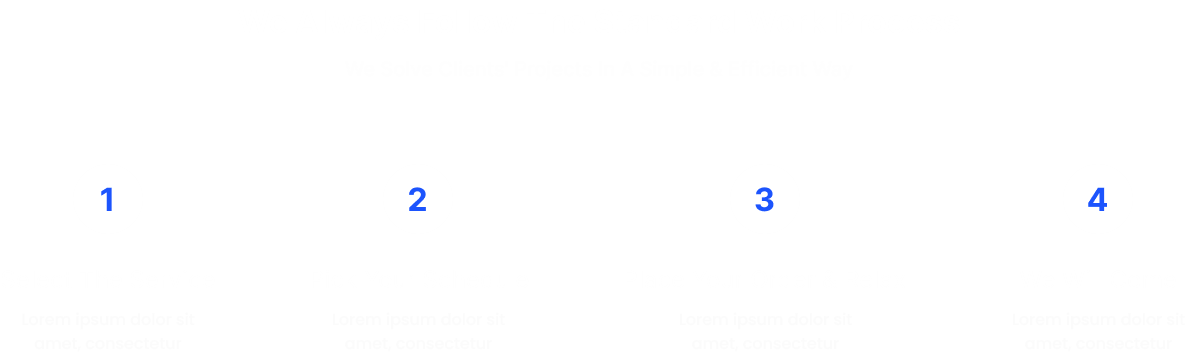 1 2 3 4
Lorem ipsum dolor sit Lorem ipsum dolor sit Lorem ipsum dolor sit Lorem ipsum dolor sit
amet, consectetur amet, consectetur amet, consectetur amet, consectetur